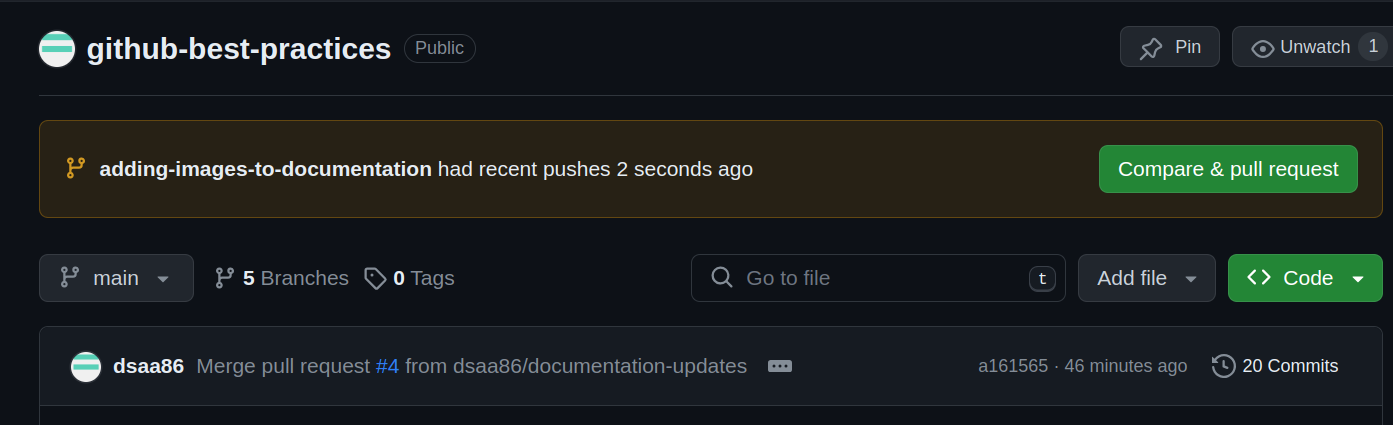 github-best-practices Public Pin Unwatch 1
adding-images-to-documentation had recent pushes 2 seconds ago Compare & pull request
main 5 Branches 0 Tags Go to file t Add file Code
dsaa86 Merge pull request #4 from dsaa86/documentation-updates a161565 · 46 minutes ago 20 Commits